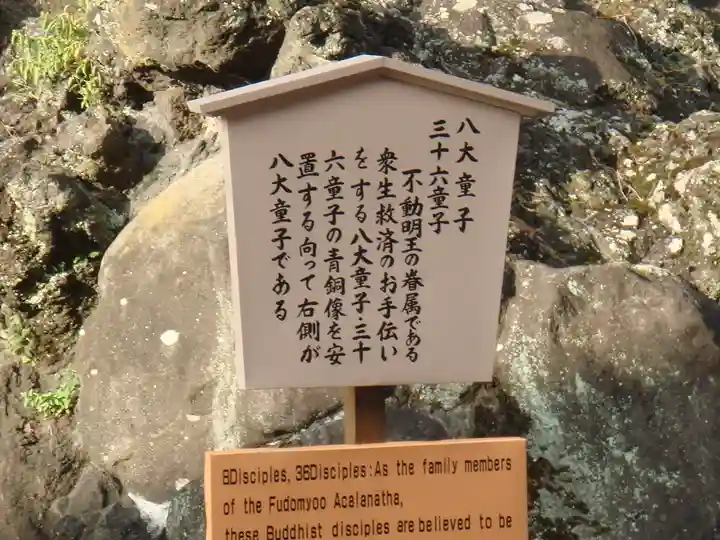 八大童子
三十六童子
不動明王の眷属である
衆生救済のお手伝い
をする八大童子・三十
六童子の青銅像を安
置する向って右側が
八大童子である
8Disciples, 36Disciples:As the family members
of the Fudomyoo Acalanatha,
these Buddhist disciples are believed to be